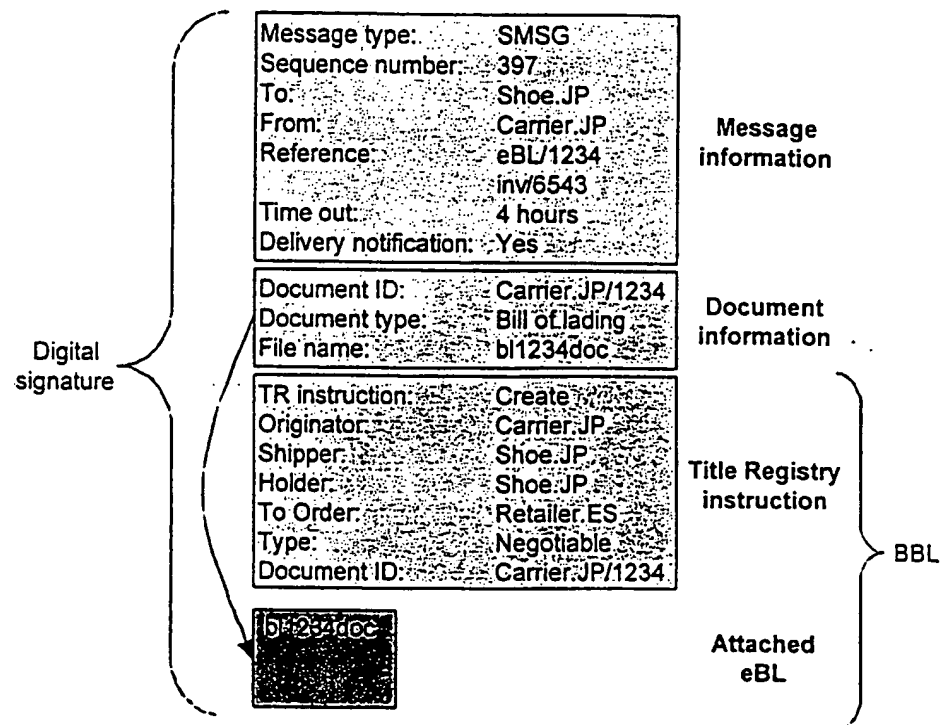 Message type: SMSG
Sequence number: 397
To: Shoe.JP
From: Carrier.JP
Reference: eBL/1234
inv/6543
Time out: 4 hours
Delivery notification: Yes
Message
information
Document ID: Carrier.JP/1234
Document type: Bill of lading
File name: bl1234doc
Document
information
Digital
signature
TR instruction: Create
Originator: Carrier.JP
Shipper: Shoe.JP
Holder: Shoe.JP
To Order: Retailer.ES
Type: Negotiable
Document ID: Carrier.JP/1234
Title Registry
instruction
BBL
bl1234doc
Attached
eBL